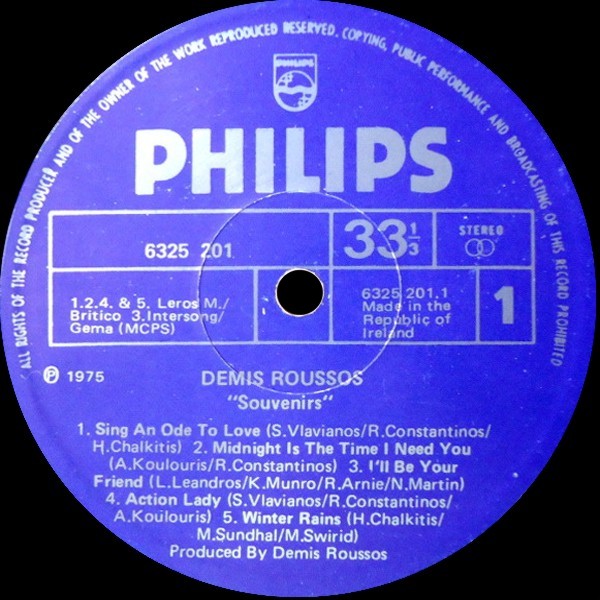 ALL RIGHTS OF THE RECORD PRODUCER AND OF THE OWNER OF THE WORK REPRODUCED RESERVED. COPYING, PUBLIC PERFORMANCE AND BROADCASTING OF THIS RECORD PROHIBITED
PHILIPS
PHILIPS
6325 201
33 1/3
STEREO
1.2.4. & 5. Leros M./
Britico 3.Intersong/
Gema (MCPS)
6325 201.1
Made in the
Republic of
Ireland
1
℗ 1975
DEMIS ROUSSOS
"Souvenirs"
1. Sing An Ode To Love (S.Vlavianos/R.Constantinos/
H.Chalkitis) 2. Midnight Is The Time I Need You
(A.Koulouris/R.Constantinos) 3. I'll Be Your
Friend (L.Leandros/K.Munro/R.Arnie/N.Martin)
4. Action Lady (S.Vlavianos/R.Constantinos/
A.Koulouris) 5. Winter Rains (H.Chalkitis/
M.Sundhal/M.Swirid)
Produced By Demis Roussos